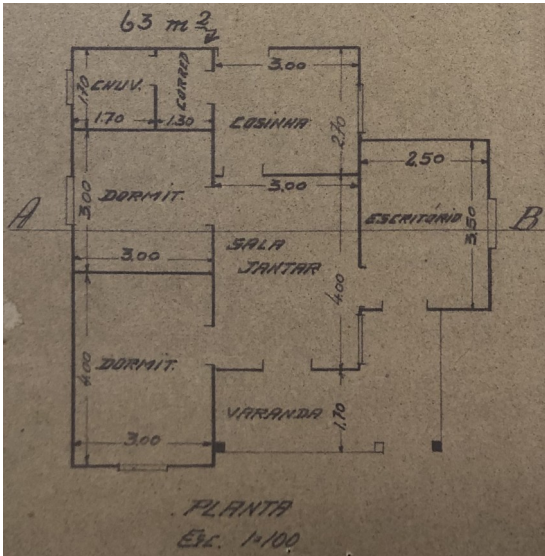 63 m²
3.00
CHUV.
CORRED
1.70
1.70
1.30
COSINHA
2.70
2.50
3.00
DORMIT.
3.00
A
ESCRITÓRIO
3.50
B
SALA
JANTAR
3.00
4.00
DORMIT.
4.00
VARANDA
1.70
3.00
PLANTA
Esc. 1=100